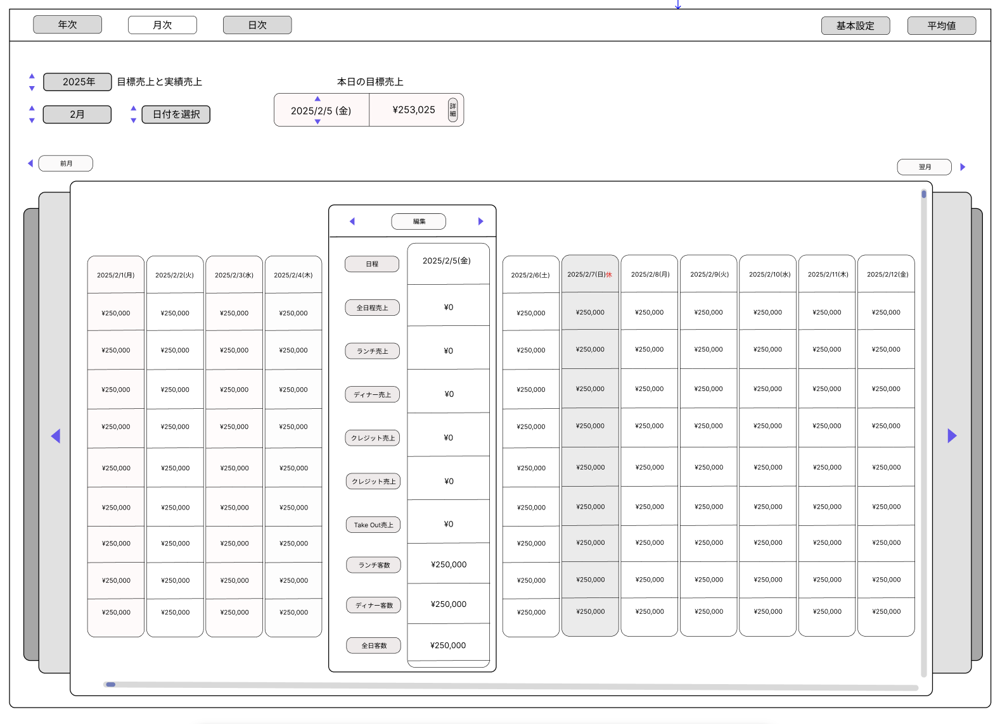 年次 月次 日次 基本設定 平均値
2025年 目標売上と実績売上 本日の目標売上
2月 日付を選択 2025/2/5 (金) ¥253,025 詳細
前月 翌月
編集
日程 2025/2/5(金)
2025/2/1(月) 2025/2/2(火) 2025/2/3(水) 2025/2/4(木) 2025/2/6(土) 2025/2/7(日)休 2025/2/8(月) 2025/2/9(火) 2025/2/10(水) 2025/2/11(木) 2025/2/12(金)
¥250,000 ¥250,000 ¥250,000 ¥250,000 全日程売上 ¥0 ¥250,000 ¥250,000 ¥250,000 ¥250,000 ¥250,000 ¥250,000 ¥250,000
¥250,000 ¥250,000 ¥250,000 ¥250,000 ランチ売上 ¥0 ¥250,000 ¥250,000 ¥250,000 ¥250,000 ¥250,000 ¥250,000 ¥250,000
¥250,000 ¥250,000 ¥250,000 ¥250,000 ディナー売上 ¥0 ¥250,000 ¥250,000 ¥250,000 ¥250,000 ¥250,000 ¥250,000 ¥250,000
¥250,000 ¥250,000 ¥250,000 ¥250,000 クレジット売上 ¥0 ¥250,000 ¥250,000 ¥250,000 ¥250,000 ¥250,000 ¥250,000 ¥250,000
¥250,000 ¥250,000 ¥250,000 ¥250,000 クレジット売上 ¥0 ¥250,000 ¥250,000 ¥250,000 ¥250,000 ¥250,000 ¥250,000 ¥250,000
¥250,000 ¥250,000 ¥250,000 ¥250,000 Take Out売上 ¥0 ¥250,000 ¥250,000 ¥250,000 ¥250,000 ¥250,000 ¥250,000 ¥250,000
¥250,000 ¥250,000 ¥250,000 ¥250,000 ランチ客数 ¥250,000 ¥250,000 ¥250,000 ¥250,000 ¥250,000 ¥250,000 ¥250,000 ¥250,000
¥250,000 ¥250,000 ¥250,000 ¥250,000 ディナー客数 ¥250,000 ¥250,000 ¥250,000 ¥250,000 ¥250,000 ¥250,000 ¥250,000 ¥250,000
¥250,000 ¥250,000 ¥250,000 ¥250,000 全日客数 ¥250,000 ¥250,000 ¥250,000 ¥250,000 ¥250,000 ¥250,000 ¥250,000 ¥250,000